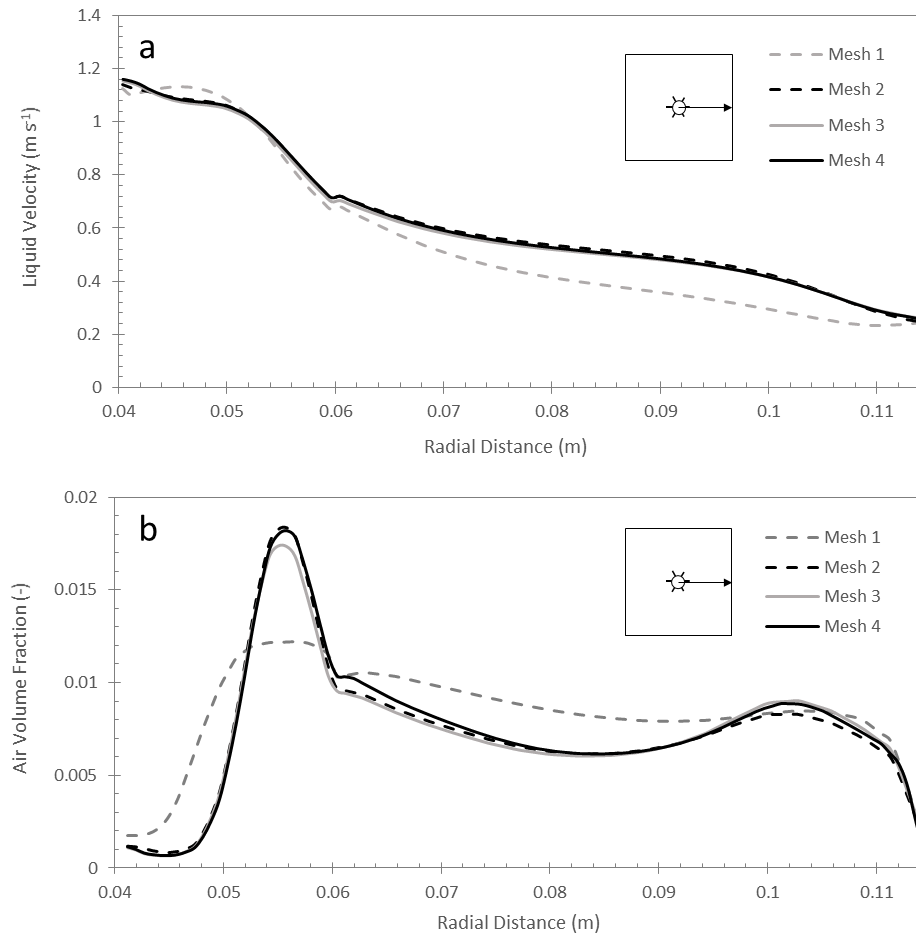 a
1.4
1.2
1
0.8
0.6
0.4
0.2
0
Liquid Velocity (m s⁻¹)
Mesh 1
Mesh 2
Mesh 3
Mesh 4
0.04 0.05 0.06 0.07 0.08 0.09 0.1 0.11
Radial Distance (m)
b
0.02
0.015
0.01
0.005
0
Air Volume Fraction (-)
Mesh 1
Mesh 2
Mesh 3
Mesh 4
0.04 0.05 0.06 0.07 0.08 0.09 0.1 0.11
Radial Distance (m)